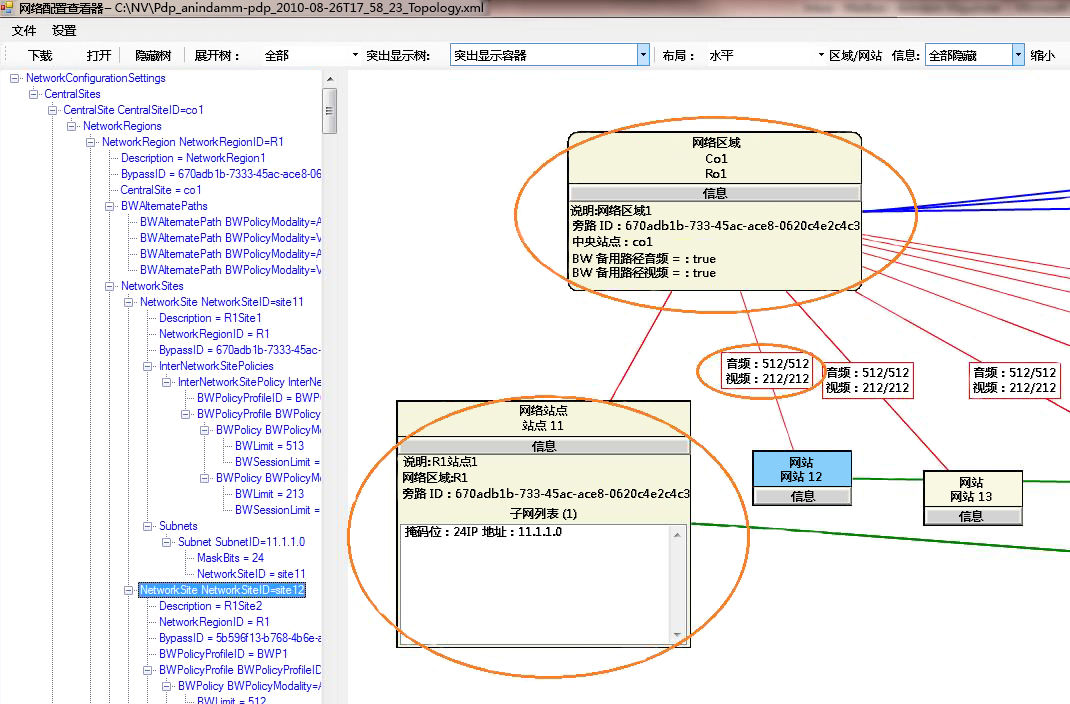 网络配置查看器– C:\NV\Pdp_anindamm-pdp_2010-08-26T17_58_23_Topology.xml
文件 设置
下载 打开 隐藏树 展开树： 全部 突出显示树: 突出显示容器 布局： 水平 区域/网站 信息: 全部隐藏 缩小
NetworkConfigurationSettings
CentralSites
CentralSite CentralSiteID=co1
NetworkRegions
NetworkRegion NetworkRegionID=R1
Description = NetworkRegion1
BypassID = 670adb1b-7333-45ac-ace8-06
CentralSite = co1
BWAlternatePaths
BWAlternatePath BWPolicyModality=A
BWAlternatePath BWPolicyModality=V
BWAlternatePath BWPolicyModality=A
BWAlternatePath BWPolicyModality=V
NetworkSites
NetworkSite NetworkSiteID=site11
Description = R1Site1
NetworkRegionID = R1
BypassID = 670adb1b-7333-45ac-
InterNetworkSitePolicies
InterNetworkSitePolicy InterNe
BWPolicyProfileID = BWP
BWPolicyProfile BWPolicy
BWPolicy BWPolicyM
BWLimit = 513
BWSessionLimit =
BWPolicy BWPolicyM
BWLimit = 213
BWSessionLimit =
Subnets
Subnet SubnetID=11.1.1.0
MaskBits = 24
NetworkSiteID = site11
NetworkSite NetworkSiteID=site12
Description = R1Site2
NetworkRegionID = R1
BypassID = 5b596f13-b768-4b6e-a
BWPolicyProfileID = BWP1
BWPolicyProfile BWPolicyProfileID
BWPolicy BWPolicyModality=A
BWLimit = 512
网络区域
Co1
Ro1
信息
说明:网络区域1
旁路 ID：670adb1b-733-45ac-ace8-0620c4e2c4c3
中央站点：co1
BW 备用路径音频 =：true
BW 备用路径视频 =：true
音频：512/512
视频：212/212
音频：512/512
视频：212/212
音频：512/512
视频：212/212
网络站点
站点 11
信息
说明:R1站点1
网络区域:R1
旁路 ID：670adb1b-733-45ac-ace8-0620c4e2c4c3
子网列表 (1)
掩码位：24IP 地址：11.1.1.0
网站
网站 12
信息
网站
网站 13
信息